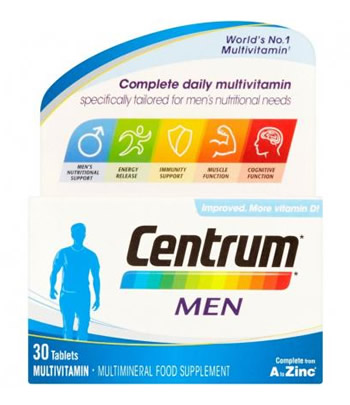 World's No.1
Multivitamin†
Complete daily multivitamin
specifically tailored for men's nutritional needs
MEN'S NUTRITIONAL SUPPORT
ENERGY RELEASE
IMMUNITY SUPPORT
MUSCLE FUNCTION
COGNITIVE FUNCTION
Improved. More vitamin D!
Centrum*
MEN
30 Tablets
MULTIVITAMIN • MULTIMINERAL FOOD SUPPLEMENT
Complete from
A to Zinc*